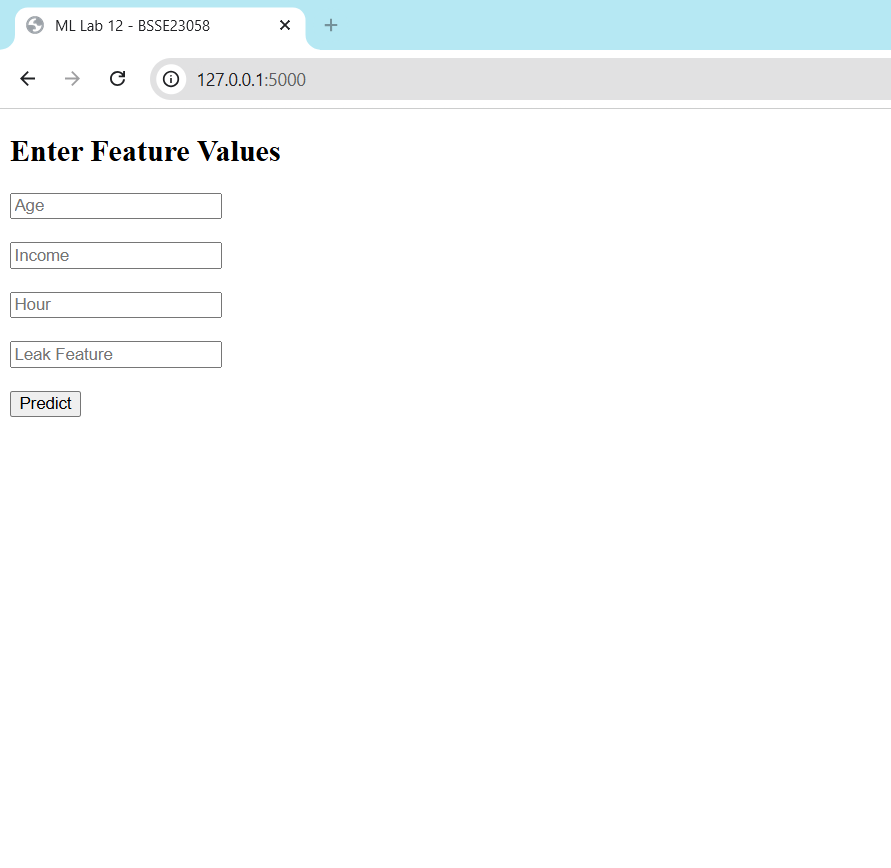 ML Lab 12 - BSSE23058
127.0.0.1:5000
Enter Feature Values
Age
Income
Hour
Leak Feature
Predict